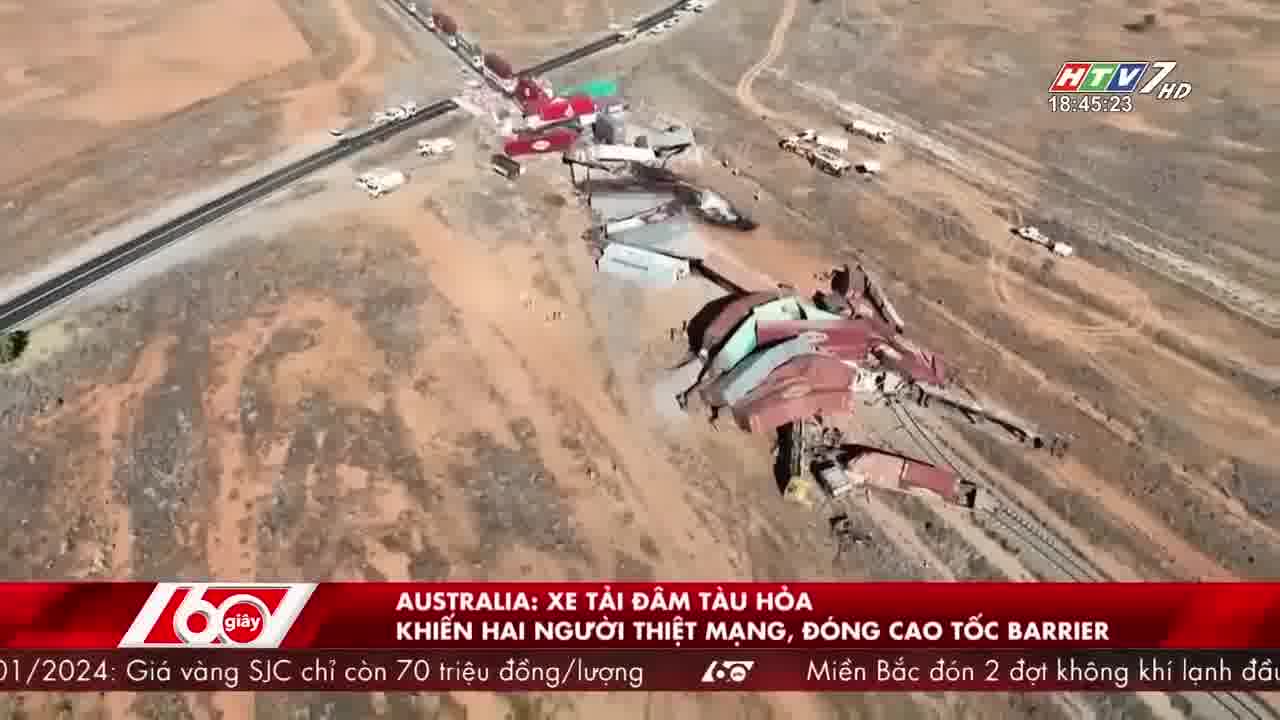 HTV7 HD
18:45:23
60 giây
AUSTRALIA: XE TẢI ĐÂM TÀU HỎA
KHIẾN HAI NGƯỜI THIỆT MẠNG, ĐÓNG CAO TỐC BARRIER
01/2024: Giá vàng SJC chỉ còn 70 triệu đồng/lượng 60 Miền Bắc đón 2 đợt không khí lạnh đầu